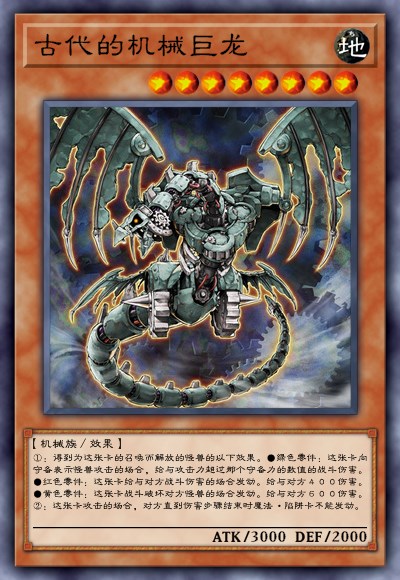 古代的机械巨龙
地
【机械族／效果】
①：得到为这张卡的召唤而解放的怪兽的以下效果。●绿色零件：这张卡向
守备表示怪兽攻击的场合，给与攻击力超过那个守备力的数值的战斗伤害。
●红色零件：这张卡给与对方战斗伤害的场合发动。给与对方４００伤害。
●黄色零件：这张卡战斗破坏对方怪兽的场合发动。给与对方６００伤害。
②：这张卡攻击的场合，对方直到伤害步骤结束时魔法·陷阱卡不能发动。
ATK/3000 DEF/2000